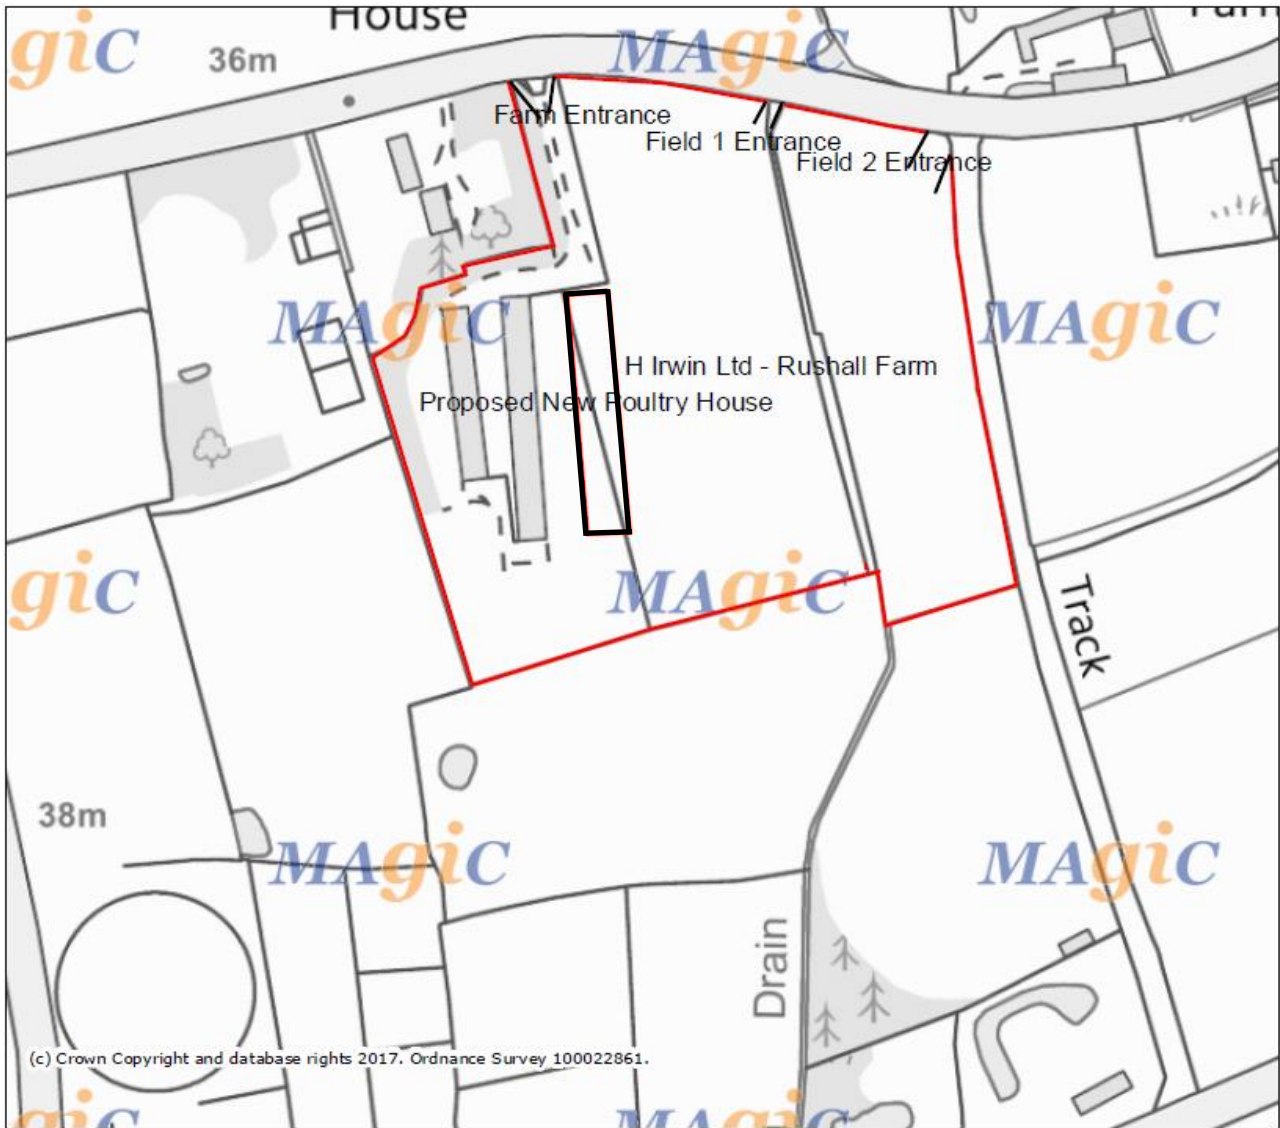 House
giC
MAgiC
36m
Farm Entrance
Field 1 Entrance
Field 2 Entrance
MAgiC
MAgiC
H Irwin Ltd - Rushall Farm
Proposed New Poultry House
giC
MAgiC
Track
38m
MAgiC
MAgiC
Drain
(c) Crown Copyright and database rights 2017. Ordnance Survey 100022861.
giC
MAgiC